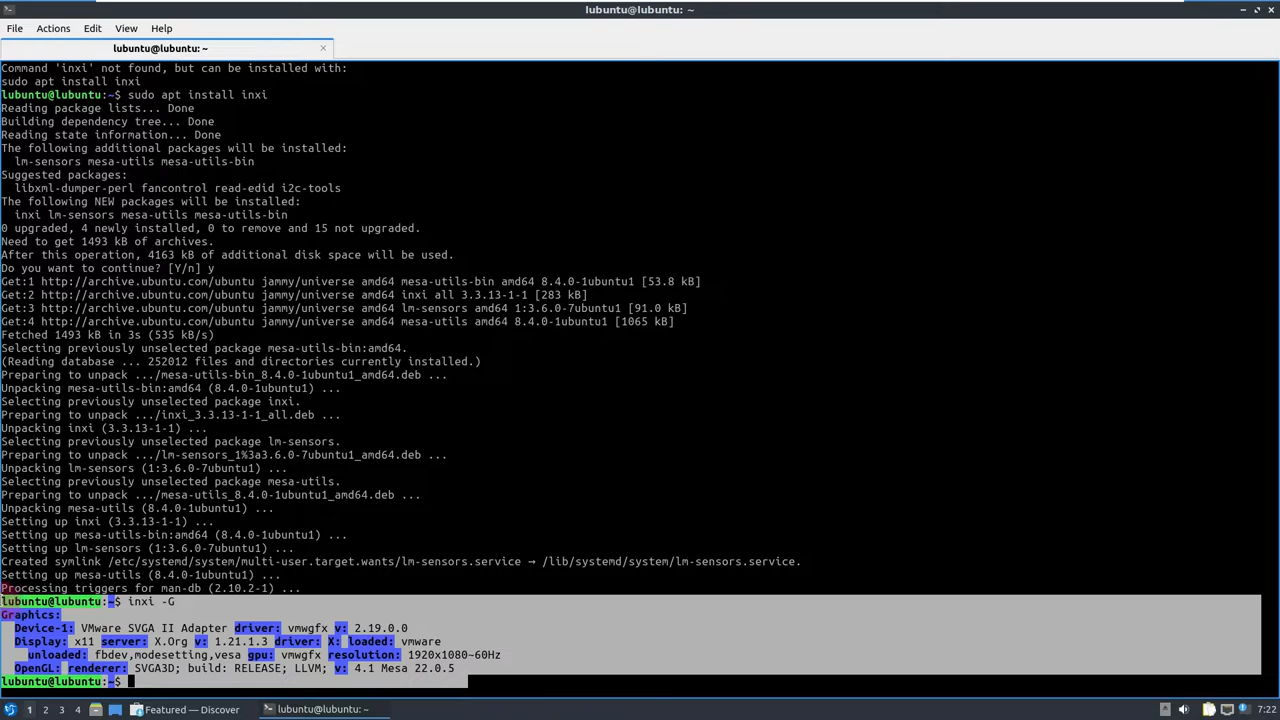 lubuntu@lubuntu: ~
File Actions Edit View Help
lubuntu@lubuntu: ~
Command 'inxi' not found, but can be installed with:
sudo apt install inxi
lubuntu@lubuntu:~$ sudo apt install inxi
Reading package lists... Done
Building dependency tree... Done
Reading state information... Done
The following additional packages will be installed:
lm-sensors mesa-utils mesa-utils-bin
Suggested packages:
libxml-dumper-perl fancontrol read-edid i2c-tools
The following NEW packages will be installed:
inxi lm-sensors mesa-utils mesa-utils-bin
0 upgraded, 4 newly installed, 0 to remove and 15 not upgraded.
Need to get 1493 kB of archives.
After this operation, 4163 kB of additional disk space will be used.
Do you want to continue? [Y/n] y
Get:1 http://archive.ubuntu.com/ubuntu jammy/universe amd64 mesa-utils-bin amd64 8.4.0-1ubuntu1 [53.8 kB]
Get:2 http://archive.ubuntu.com/ubuntu jammy/universe amd64 inxi all 3.3.13-1-1 [283 kB]
Get:3 http://archive.ubuntu.com/ubuntu jammy/universe amd64 lm-sensors amd64 1:3.6.0-7ubuntu1 [91.0 kB]
Get:4 http://archive.ubuntu.com/ubuntu jammy/universe amd64 mesa-utils amd64 8.4.0-1ubuntu1 [1065 kB]
Fetched 1493 kB in 3s (535 kB/s)
Selecting previously unselected package mesa-utils-bin:amd64.
(Reading database ... 252012 files and directories currently installed.)
Preparing to unpack .../mesa-utils-bin_8.4.0-1ubuntu1_amd64.deb ...
Unpacking mesa-utils-bin:amd64 (8.4.0-1ubuntu1) ...
Selecting previously unselected package inxi.
Preparing to unpack .../inxi_3.3.13-1-1_all.deb ...
Unpacking inxi (3.3.13-1-1) ...
Selecting previously unselected package lm-sensors.
Preparing to unpack .../lm-sensors_1%3a3.6.0-7ubuntu1_amd64.deb ...
Unpacking lm-sensors (1:3.6.0-7ubuntu1) ...
Selecting previously unselected package mesa-utils.
Preparing to unpack .../mesa-utils_8.4.0-1ubuntu1_amd64.deb ...
Unpacking mesa-utils (8.4.0-1ubuntu1) ...
Setting up inxi (3.3.13-1-1) ...
Setting up mesa-utils-bin:amd64 (8.4.0-1ubuntu1) ...
Setting up lm-sensors (1:3.6.0-7ubuntu1) ...
Created symlink /etc/systemd/system/multi-user.target.wants/lm-sensors.service → /lib/systemd/system/lm-sensors.service.
Setting up mesa-utils (8.4.0-1ubuntu1) ...
Processing triggers for man-db (2.10.2-1) ...
lubuntu@lubuntu:~$ inxi -G
Graphics:
Device-1: VMware SVGA II Adapter driver: vmwgfx v: 2.19.0.0
Display: x11 server: X.Org v: 1.21.1.3 driver: X: loaded: vmware
unloaded: fbdev,modesetting,vesa gpu: vmwgfx resolution: 1920x1080~60Hz
OpenGL: renderer: SVGA3D; build: RELEASE; LLVM; v: 4.1 Mesa 22.0.5
lubuntu@lubuntu:~$
1 2 3 4 Featured — Discover lubuntu@lubuntu: ~ 7:22